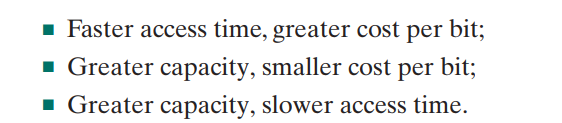 ■ Faster access time, greater cost per bit;
■ Greater capacity, smaller cost per bit;
■ Greater capacity, slower access time.